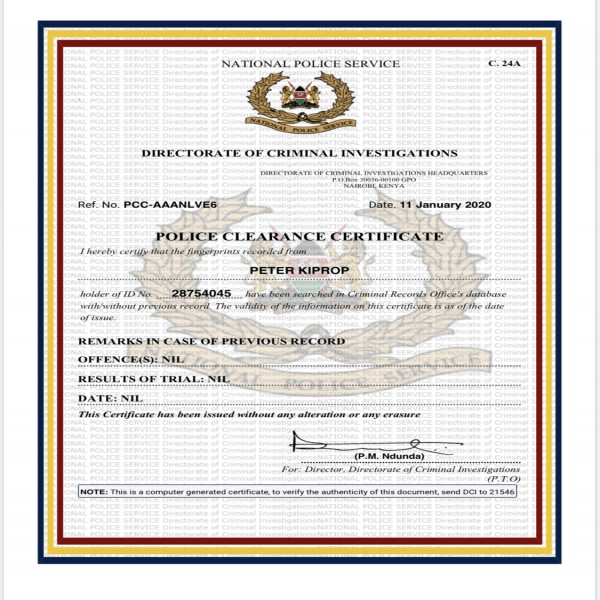 NATIONAL POLICE SERVICE
C. 24A
NATIONAL POLICE SERVICE
DIRECTORATE OF CRIMINAL INVESTIGATIONS
DIRECTORATE OF CRIMINAL INVESTIGATIONS HEADQUARTERS
P.O.Box 30036-00100 GPO
NAIROBI, KENYA
Ref. No. PCC-AAANLVE6
Date. 11 January 2020
POLICE CLEARANCE CERTIFICATE
I hereby certify that the fingerprints recorded from
PETER KIPROP
holder of ID No. 28754045 have been searched in Criminal Records Office's database
with/without previous record. The validity of the information on this certificate is as of the date
of issue.
REMARKS IN CASE OF PREVIOUS RECORD
OFFENCE(S): NIL
RESULTS OF TRIAL: NIL
DATE: NIL
This Certificate has been issued without any alteration or any erasure
(P.M. Ndunda)
For: Director, Directorate of Criminal Investigations
(P.T.O)
NOTE: This is a computer generated certificate, to verify the authenticity of this document, send DCI to 21546